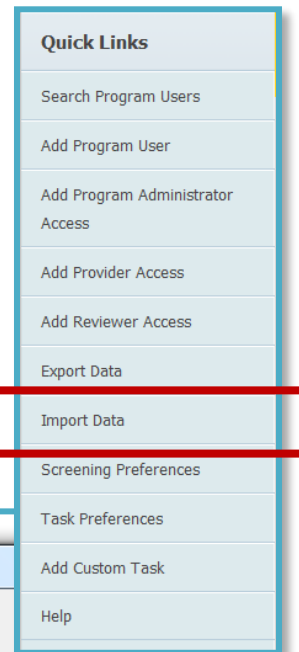 Quick Links
Search Program Users
Add Program User
Add Program Administrator
Access
Add Provider Access
Add Reviewer Access
Export Data
Import Data
Screening Preferences
Task Preferences
Add Custom Task
Help